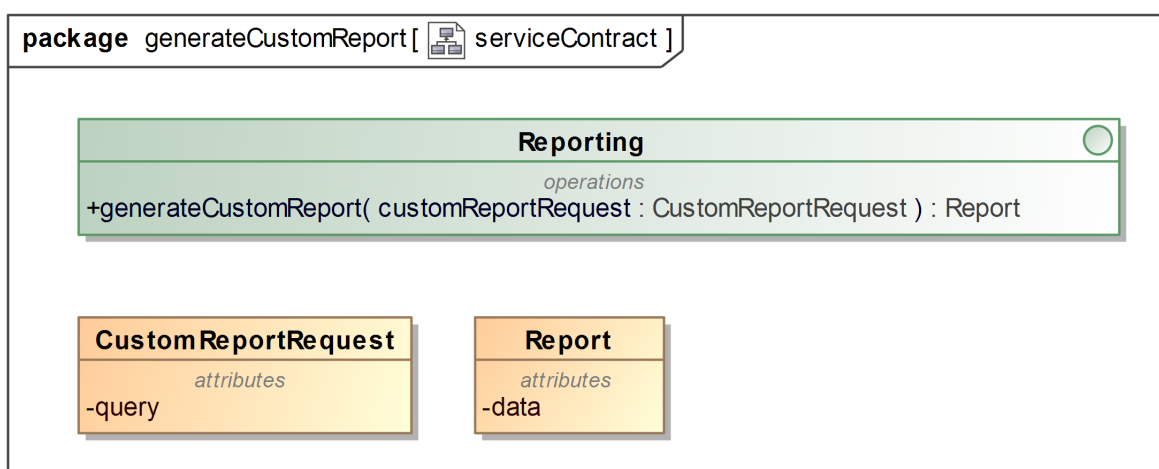 package generateCustomReport[ serviceContract ]
Reporting
operations
+generateCustomReport( customReportRequest : CustomReportRequest ) : Report
CustomReportRequest
attributes
-query
Report
attributes
-data